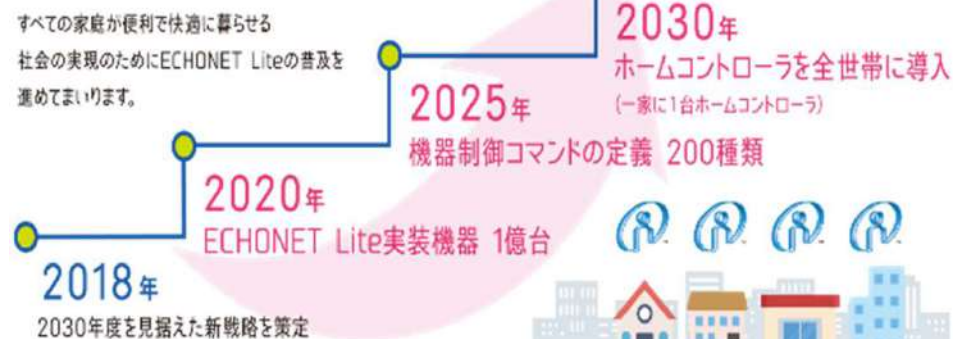 すべての家庭が便利で快適に暮らせる
社会の実現のためにECHONET Liteの普及を
進めてまいります。
2030年
ホームコントローラを全世帯に導入
(一家に1台ホームコントローラ)
2025年
機器制御コマンドの定義 200種類
2020年
ECHONET Lite実装機器 1億台
2018年
2030年度を見据えた新戦略を策定